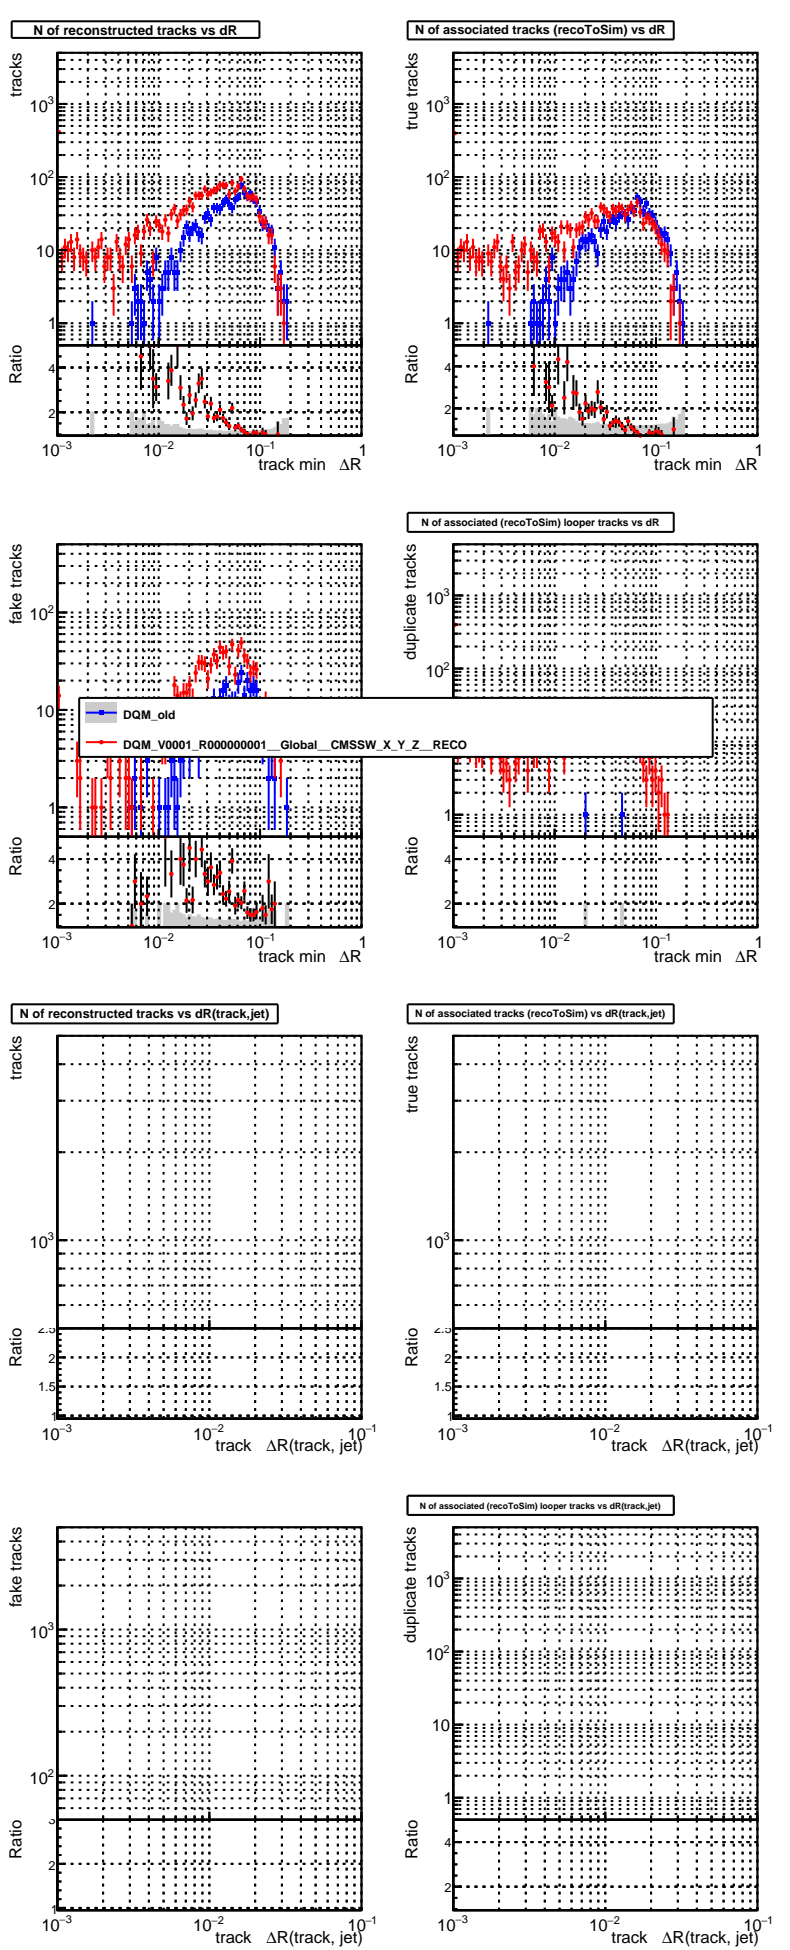 N of reconstructed tracks vs dR
tracks
10³
10²
10
1
Ratio
4
2
10⁻³ 10⁻² 10⁻¹ 1
track min ΔR
N of associated tracks (recoToSim) vs dR
true tracks
10³
10²
10
1
Ratio
4
2
10⁻³ 10⁻² 10⁻¹ 1
track min ΔR
fake tracks
10²
10
1
Ratio
4
2
10⁻³ 10⁻² 10⁻¹ 1
track min ΔR
N of associated (recoToSim) looper tracks vs dR
duplicate tracks
10³
10²
1
Ratio
4
2
10⁻³ 10⁻² 10⁻¹ 1
track min ΔR
DQM_old
DQM_V0001_R000000001__Global__CMSSW_X_Y_Z__RECO
N of reconstructed tracks vs dR(track,jet)
tracks
10³
Ratio
2.5
2
1.5
1
10⁻³ 10⁻² 10⁻¹
track ΔR(track, jet)
N of associated tracks (recoToSim) vs dR(track,jet)
true tracks
10³
Ratio
2.5
2
1.5
1
10⁻³ 10⁻² 10⁻¹
track ΔR(track, jet)
fake tracks
10³
10²
Ratio
3
2
1
10⁻³ 10⁻² 10⁻¹
track ΔR(track, jet)
N of associated (recoToSim) looper tracks vs dR(track,jet)
duplicate tracks
10³
10²
10
1
Ratio
4
2
10⁻³ 10⁻² 10⁻¹
track ΔR(track, jet)